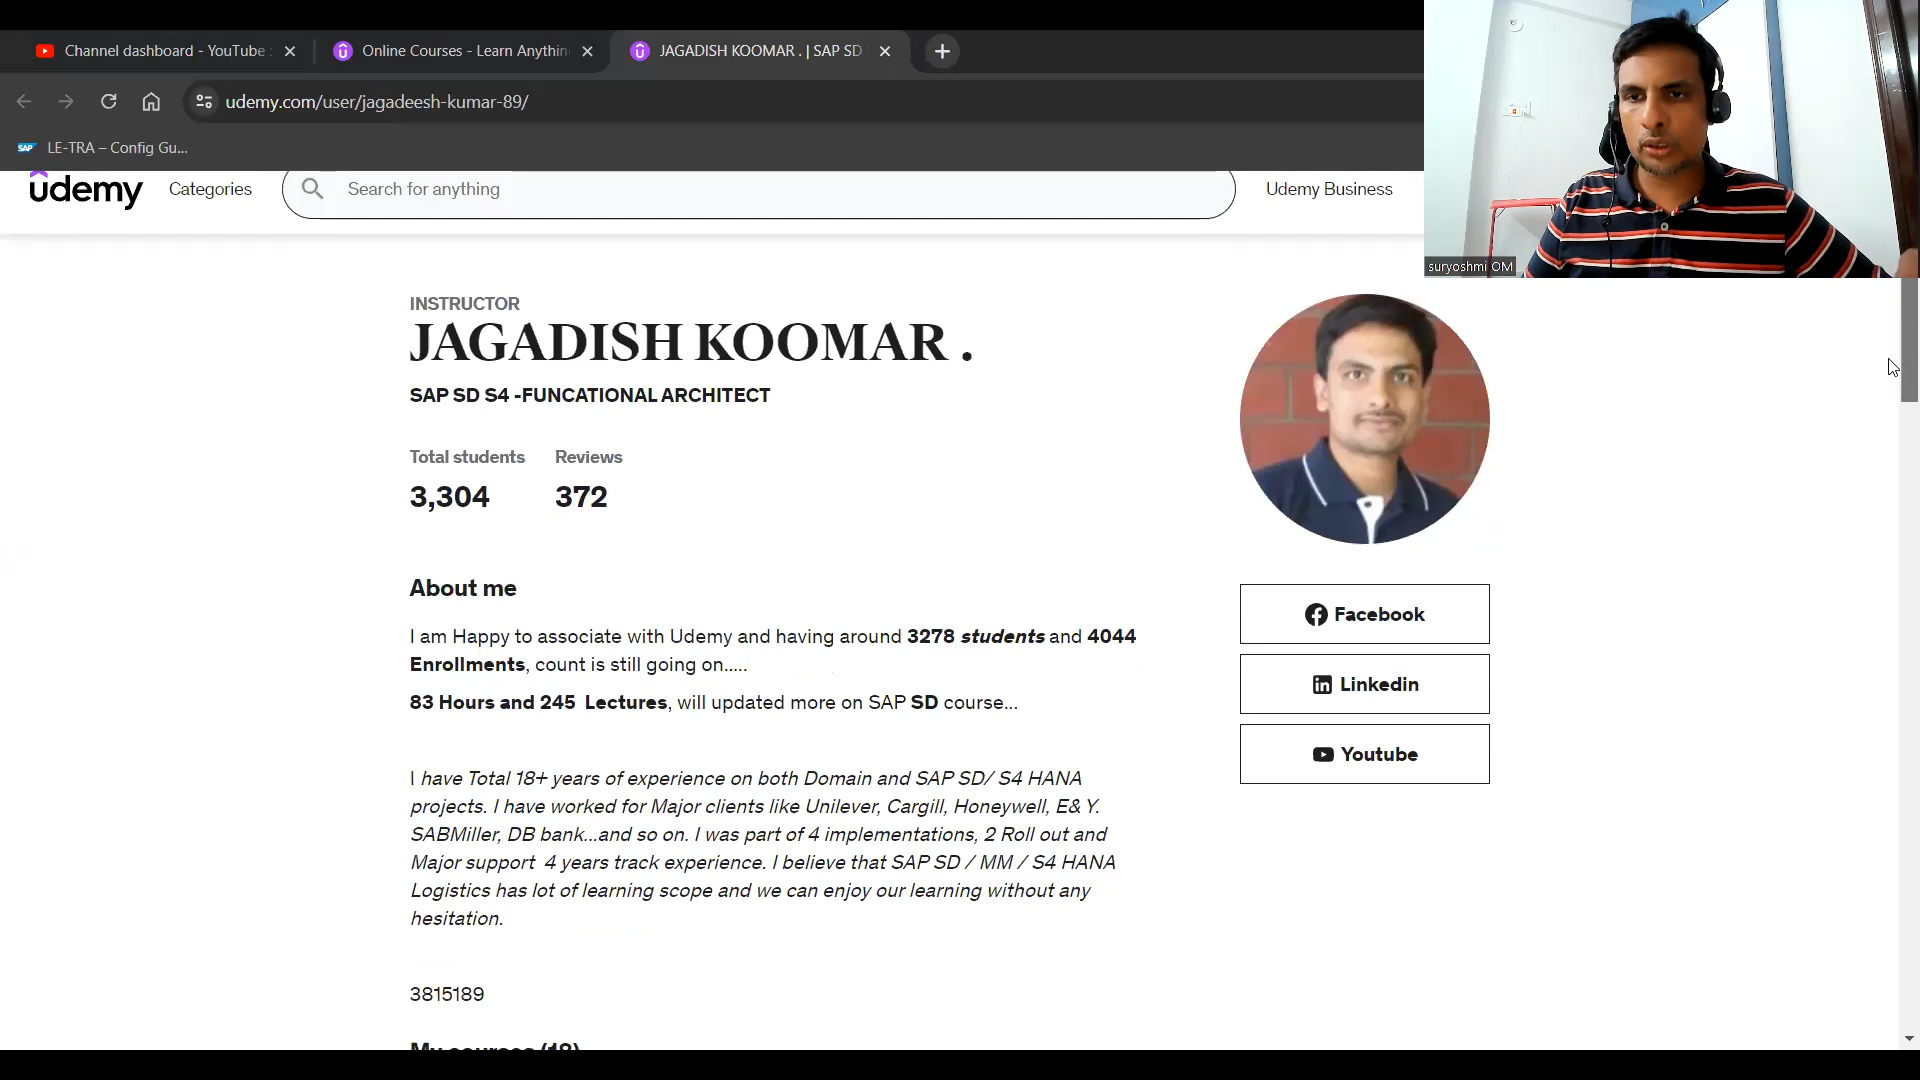 Channel dashboard - YouTube
Online Courses - Learn Anythin
JAGADISH KOOMAR . | SAP SD
udemy.com/user/jagadeesh-kumar-89/
SAP LE-TRA – Config Gu...
udemy
Categories
Search for anything
Udemy Business
suryoshmi OM
INSTRUCTOR
JAGADISH KOOMAR .
SAP SD S4 -FUNCATIONAL ARCHITECT
Total students Reviews
3,304 372
About me
I am Happy to associate with Udemy and having around 3278 students and 4044
Enrollments, count is still going on.....
83 Hours and 245 Lectures, will updated more on SAP SD course...
I have Total 18+ years of experience on both Domain and SAP SD/ S4 HANA
projects. I have worked for Major clients like Unilever, Cargill, Honeywell, E& Y.
SABMiller, DB bank...and so on. I was part of 4 implementations, 2 Roll out and
Major support 4 years track experience. I believe that SAP SD / MM / S4 HANA
Logistics has lot of learning scope and we can enjoy our learning without any
hesitation.
3815189
My courses (18)
Facebook
Linkedin
Youtube